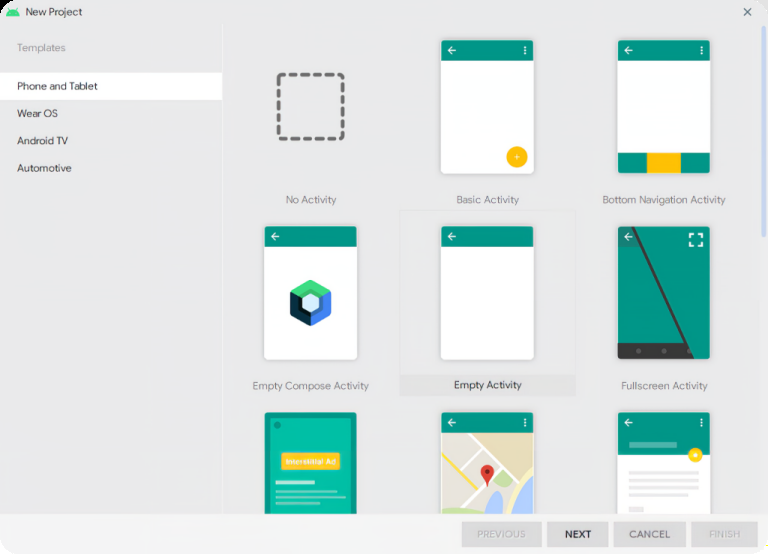 New Project
Templates
Phone and Tablet
Wear OS
Android TV
Automotive
No Activity
Basic Activity
Bottom Navigation Activity
Empty Compose Activity
Empty Activity
Fullscreen Activity
Interstitial Ad
PREVIOUS
NEXT
CANCEL
FINISH